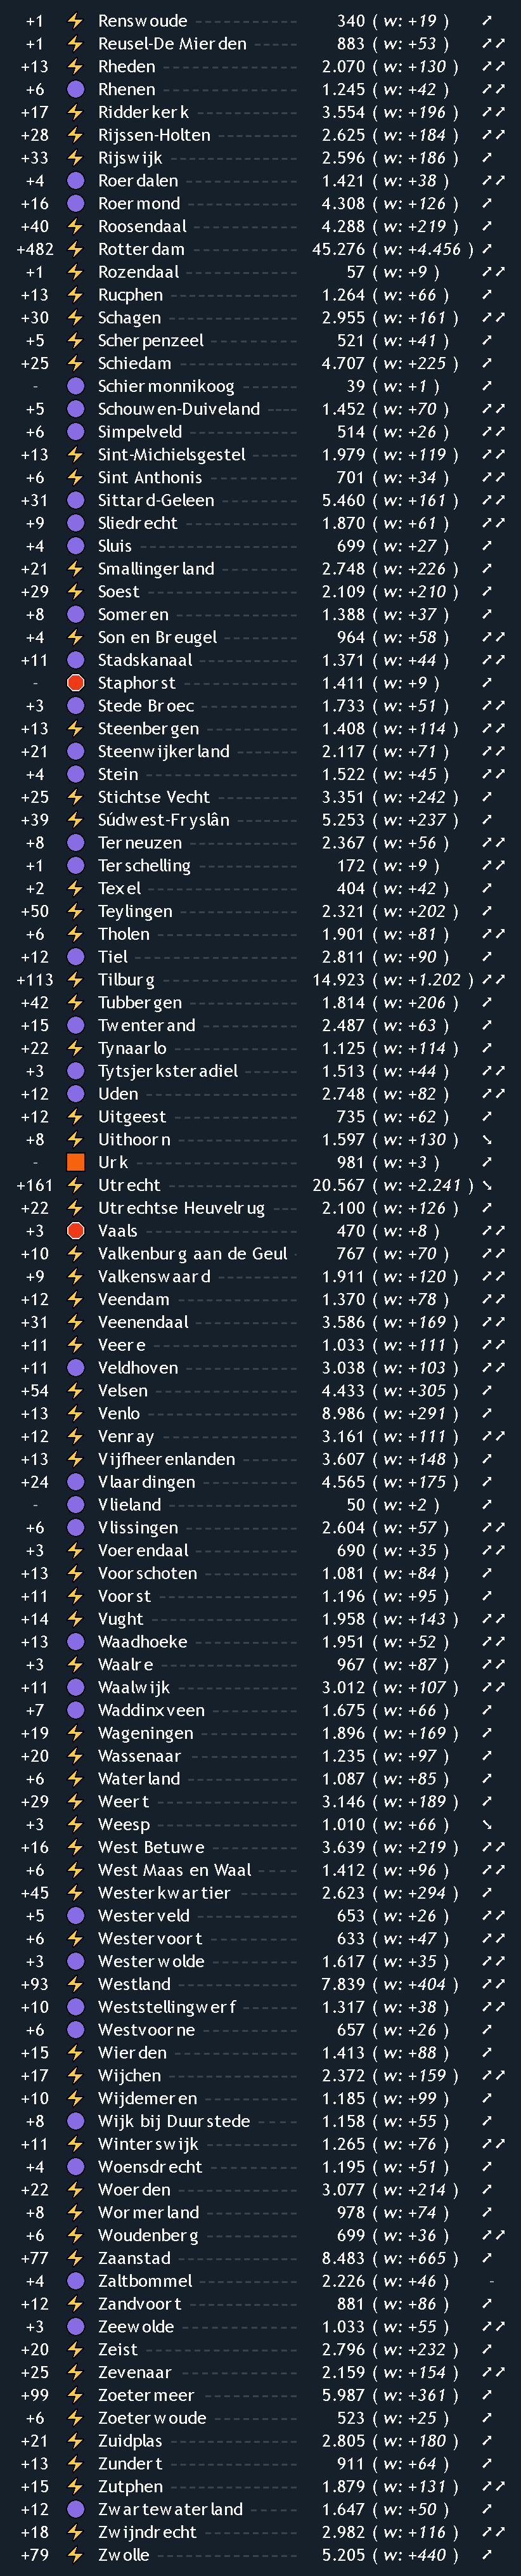 +1 Renswoude 340 ( w: +19 ) ↗
+1 Reusel-De Mierden 883 ( w: +53 ) ↗↗
+13 Rheden 2.070 ( w: +130 ) ↗↗
+6 Rhenen 1.245 ( w: +42 ) ↗↗
+17 Ridderkerk 3.554 ( w: +196 ) ↗↗
+28 Rijssen-Holten 2.625 ( w: +184 ) ↗↗
+33 Rijswijk 2.596 ( w: +186 ) ↗
+4 Roerdalen 1.421 ( w: +38 ) ↗↗
+16 Roermond 4.308 ( w: +126 ) ↗
+40 Roosendaal 4.288 ( w: +219 ) ↗
+482 Rotterdam 45.276 ( w: +4.456 ) ↗
+1 Rozendaal 57 ( w: +9 ) ↗↗
+13 Rucphen 1.264 ( w: +66 ) ↗
+30 Schagen 2.955 ( w: +161 ) ↗↗
+5 Scherpenzeel 521 ( w: +41 ) ↗
+25 Schiedam 4.707 ( w: +225 ) ↗
- Schiermonnikoog 39 ( w: +1 ) ↗
+5 Schouwen-Duiveland 1.452 ( w: +70 ) ↗↗
+6 Simpelveld 514 ( w: +26 ) ↗↗
+13 Sint-Michielsgestel 1.979 ( w: +119 ) ↗↗
+6 Sint Anthonis 701 ( w: +34 ) ↗↗
+31 Sittard-Geleen 5.460 ( w: +161 ) ↗↗
+9 Sliedrecht 1.870 ( w: +61 ) ↗↗
+4 Sluis 699 ( w: +27 ) ↗
+21 Smallingerland 2.748 ( w: +226 ) ↗
+29 Soest 2.109 ( w: +210 ) ↗
+8 Someren 1.388 ( w: +37 ) ↗
+4 Son en Breugel 964 ( w: +58 ) ↗↗
+11 Stadskanaal 1.371 ( w: +44 ) ↗↗
- Staphorst 1.411 ( w: +9 ) ↗
+3 Stede Broec 1.733 ( w: +51 ) ↗↗
+13 Steenbergen 1.408 ( w: +114 ) ↗↗
+21 Steenwijkerland 2.117 ( w: +71 ) ↗↗
+4 Stein 1.522 ( w: +45 ) ↗↗
+25 Stichtse Vecht 3.351 ( w: +242 ) ↗
+39 Súdwest-Fryslân 5.253 ( w: +237 ) ↗
+8 Terneuzen 2.367 ( w: +56 ) ↗↗
+1 Terschelling 172 ( w: +9 ) ↗↗
+2 Texel 404 ( w: +42 ) ↗
+50 Teylingen 2.321 ( w: +202 ) ↗
+6 Tholen 1.901 ( w: +81 ) ↗↗
+12 Tiel 2.811 ( w: +90 ) ↗
+113 Tilburg 14.923 ( w: +1.202 ) ↗↗
+42 Tubbergen 1.814 ( w: +206 ) ↗
+15 Twenterand 2.487 ( w: +63 ) ↗
+22 Tynaarlo 1.125 ( w: +114 ) ↗
+3 Tytsjerksteradiel 1.513 ( w: +44 ) ↗↗
+12 Uden 2.748 ( w: +82 ) ↗↗
+12 Uitgeest 735 ( w: +62 ) ↗
+8 Uithoorn 1.597 ( w: +130 ) ↘
- Urk 981 ( w: +3 ) ↗
+161 Utrecht 20.567 ( w: +2.241 ) ↘
+22 Utrechtse Heuvelrug 2.100 ( w: +126 ) ↗
+3 Vaals 470 ( w: +8 ) ↗↗
+10 Valkenburg aan de Geul 767 ( w: +70 ) ↗↗
+9 Valkenswaard 1.911 ( w: +120 ) ↗↗
+12 Veendam 1.370 ( w: +78 ) ↗↗
+31 Veenendaal 3.586 ( w: +169 ) ↗↗
+11 Veere 1.033 ( w: +111 ) ↗↗
+11 Veldhoven 3.038 ( w: +103 ) ↗↗
+54 Velsen 4.433 ( w: +305 ) ↗
+13 Venlo 8.986 ( w: +291 ) ↗
+12 Venray 3.161 ( w: +111 ) ↗↗
+13 Vijfheerenlanden 3.607 ( w: +148 ) ↗
+24 Vlaardingen 4.565 ( w: +175 ) ↗
- Vlieland 50 ( w: +2 ) ↗
+6 Vlissingen 2.604 ( w: +57 ) ↗↗
+3 Voerendaal 690 ( w: +35 ) ↗↗
+13 Voorschoten 1.081 ( w: +84 ) ↗
+11 Voorst 1.196 ( w: +95 ) ↗
+14 Vught 1.958 ( w: +143 ) ↗↗
+13 Waadhoeke 1.951 ( w: +52 ) ↗↗
+3 Waalre 967 ( w: +87 ) ↗↗
+11 Waalwijk 3.012 ( w: +107 ) ↗↗
+7 Waddinxveen 1.675 ( w: +66 ) ↗
+19 Wageningen 1.896 ( w: +169 ) ↗
+20 Wassenaar 1.235 ( w: +97 ) ↗
+6 Waterland 1.087 ( w: +85 ) ↗
+29 Weert 3.146 ( w: +189 ) ↗
+3 Weesp 1.010 ( w: +66 ) ↘
+16 West Betuwe 3.639 ( w: +219 ) ↗↗
+6 West Maas en Waal 1.412 ( w: +96 ) ↗↗
+45 Westerkwartier 2.623 ( w: +294 ) ↗
+5 Westerveld 653 ( w: +26 ) ↗↗
+6 Westervoort 633 ( w: +47 ) ↗↗
+3 Westerwolde 1.617 ( w: +35 ) ↗↗
+93 Westland 7.839 ( w: +404 ) ↗↗
+10 Weststellingwerf 1.317 ( w: +38 ) ↗↗
+6 Westvoorne 657 ( w: +26 ) ↗
+15 Wierden 1.413 ( w: +88 ) ↗
+17 Wijchen 2.372 ( w: +159 ) ↗↗
+10 Wijdemeren 1.185 ( w: +99 ) ↗
+8 Wijk bij Duurstede 1.158 ( w: +55 ) ↗
+11 Winterswijk 1.265 ( w: +76 ) ↗↗
+4 Woensdrecht 1.195 ( w: +51 ) ↗
+22 Woerden 3.077 ( w: +214 ) ↗
+8 Wormerland 978 ( w: +74 ) ↗
+6 Woudenberg 699 ( w: +36 ) ↗↗
+77 Zaanstad 8.483 ( w: +665 ) ↗
+4 Zaltbommel 2.226 ( w: +46 ) -
+12 Zandvoort 881 ( w: +86 ) ↗
+3 Zeewolde 1.033 ( w: +55 ) ↗↗
+20 Zeist 2.796 ( w: +232 ) ↗
+25 Zevenaar 2.159 ( w: +154 ) ↗↗
+99 Zoetermeer 5.987 ( w: +361 ) ↗
+6 Zoeterwoude 523 ( w: +25 ) ↗
+21 Zuidplas 2.805 ( w: +180 ) ↗
+13 Zundert 911 ( w: +64 ) ↗
+15 Zutphen 1.879 ( w: +131 ) ↗↗
+12 Zwartewaterland 1.647 ( w: +50 ) ↗
+18 Zwijndrecht 2.982 ( w: +116 ) ↗↗
+79 Zwolle 5.205 ( w: +440 ) ↗